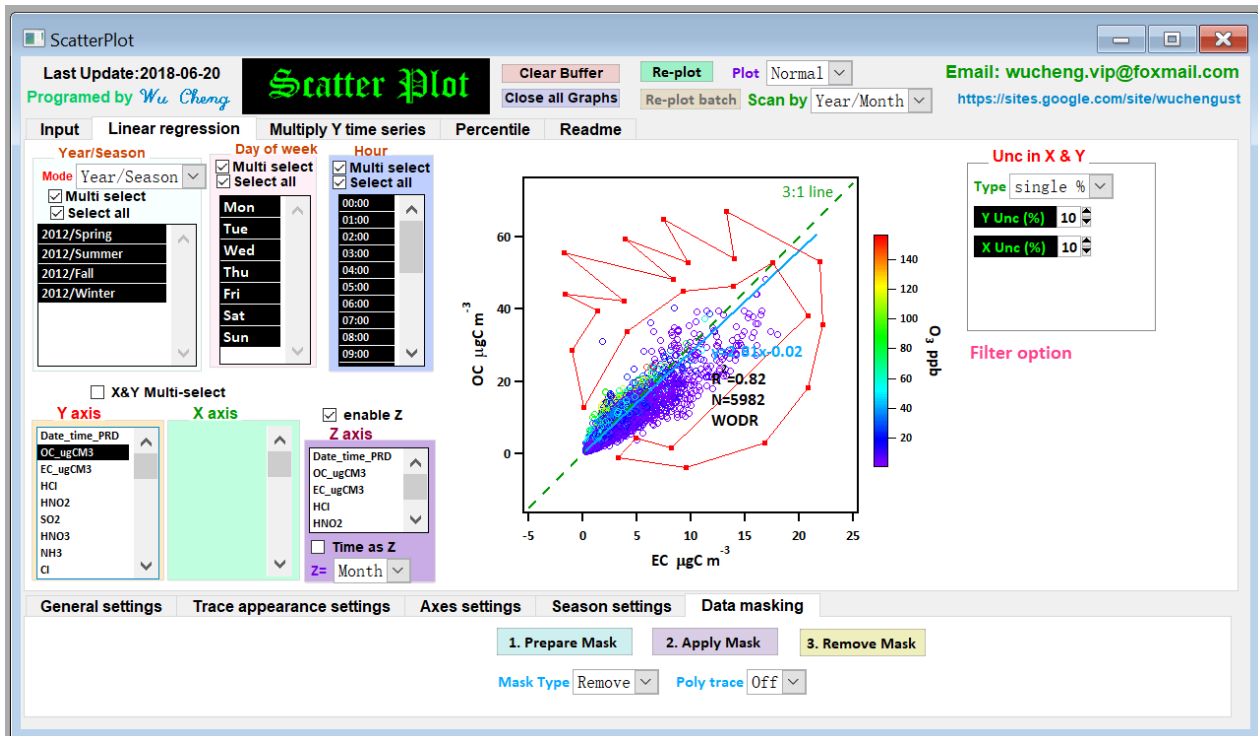 ScatterPlot
Last Update:2018-06-20
Programed by Wu Cheng
Scatter Plot
Clear Buffer
Close all Graphs
Re-plot
Plot Normal
Re-plot batch
Scan by Year/Month
Email: wucheng.vip@foxmail.com
https://sites.google.com/site/wuchengust
Input Linear regression Multiply Y time series Percentile Readme
Year/Season
Mode Year/Season
Multi select
Select all
2012/Spring
2012/Summer
2012/Fall
2012/Winter
Day of week
Multi select
Select all
Mon
Tue
Wed
Thu
Fri
Sat
Sun
Hour
Multi select
Select all
00:00
01:00
02:00
03:00
04:00
05:00
06:00
07:00
08:00
09:00
X&Y Multi-select
Y axis
Date_time_PRD
OC_ugCM3
EC_ugCM3
HCl
HNO2
SO2
HNO3
NH3
Cl
X axis
enable Z
Z axis
Date_time_PRD
OC_ugCM3
EC_ugCM3
HCl
HNO2
Time as Z
Z= Month
3:1 line
60
40
20
0
OC µgC m⁻³
-5 0 5 10 15 20 25
EC µgC m⁻³
R²=0.82
N=5982
WODR
140
100
80
60
40
20
O₃ ppb
Unc in X & Y
Type single %
Y Unc (%) 10
X Unc (%) 10
Filter option
General settings Trace appearance settings Axes settings Season settings Data masking
1. Prepare Mask
2. Apply Mask
3. Remove Mask
Mask Type Remove
Poly trace Off